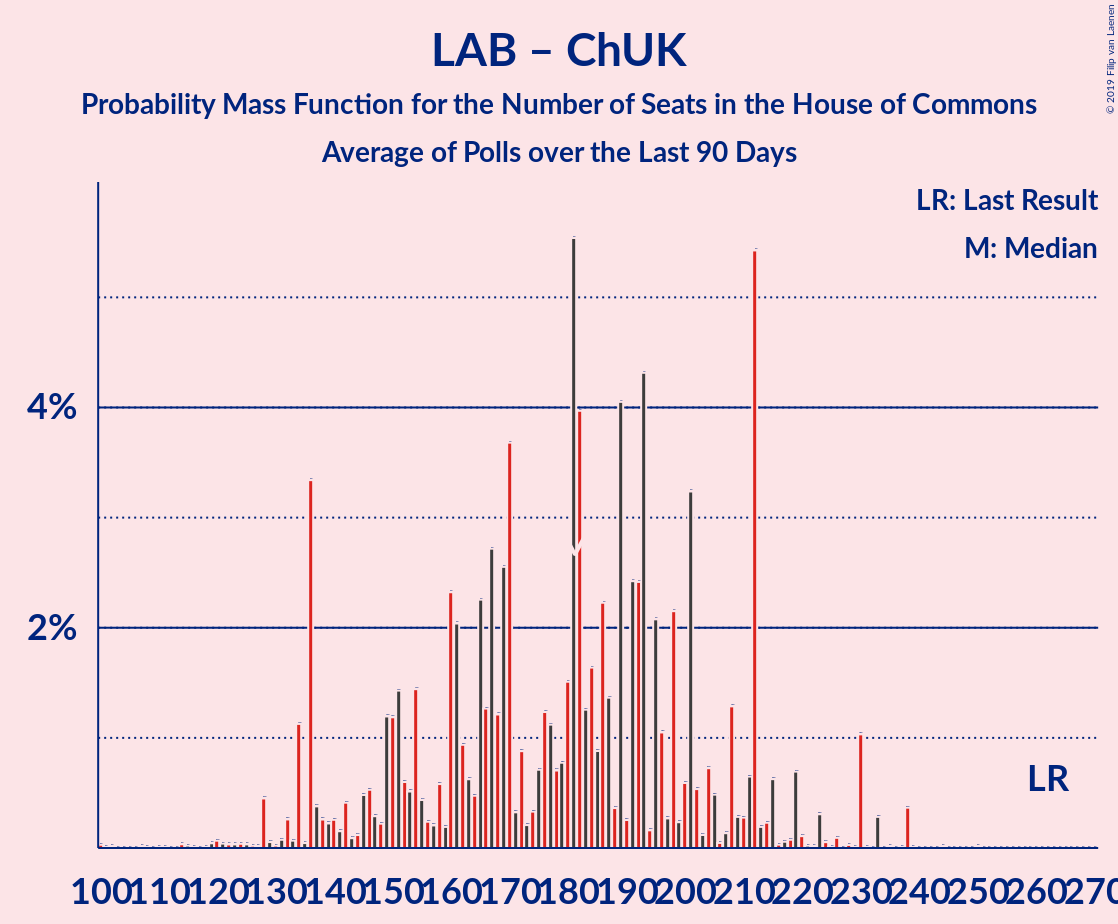 LAB – ChUK
Probability Mass Function for the Number of Seats in the House of Commons
Average of Polls over the Last 90 Days
© 2019 Filip van Laenen
LR: Last Result
M: Median
4%
2%
LR
100 110 120 130 140 150 160 170 180 190 200 210 220 230 240 250 260 270